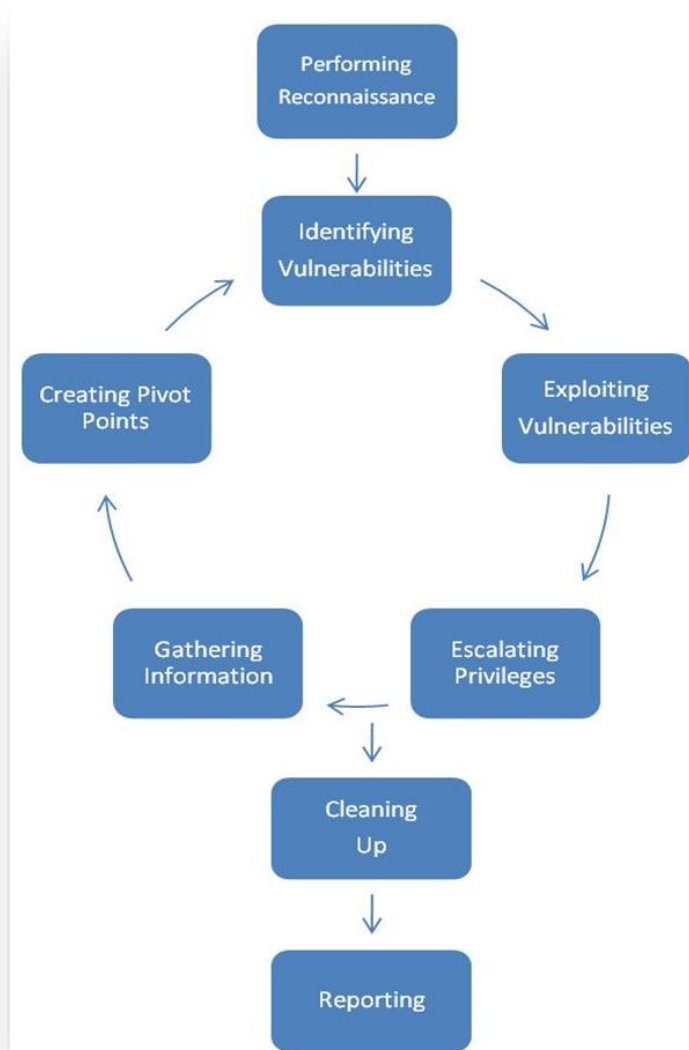 Performing
Reconnaissance
Identifying
Vulnerabilities
Exploiting
Vulnerabilities
Escalating
Privileges
Gathering
Information
Creating Pivot
Points
Cleaning
Up
Reporting